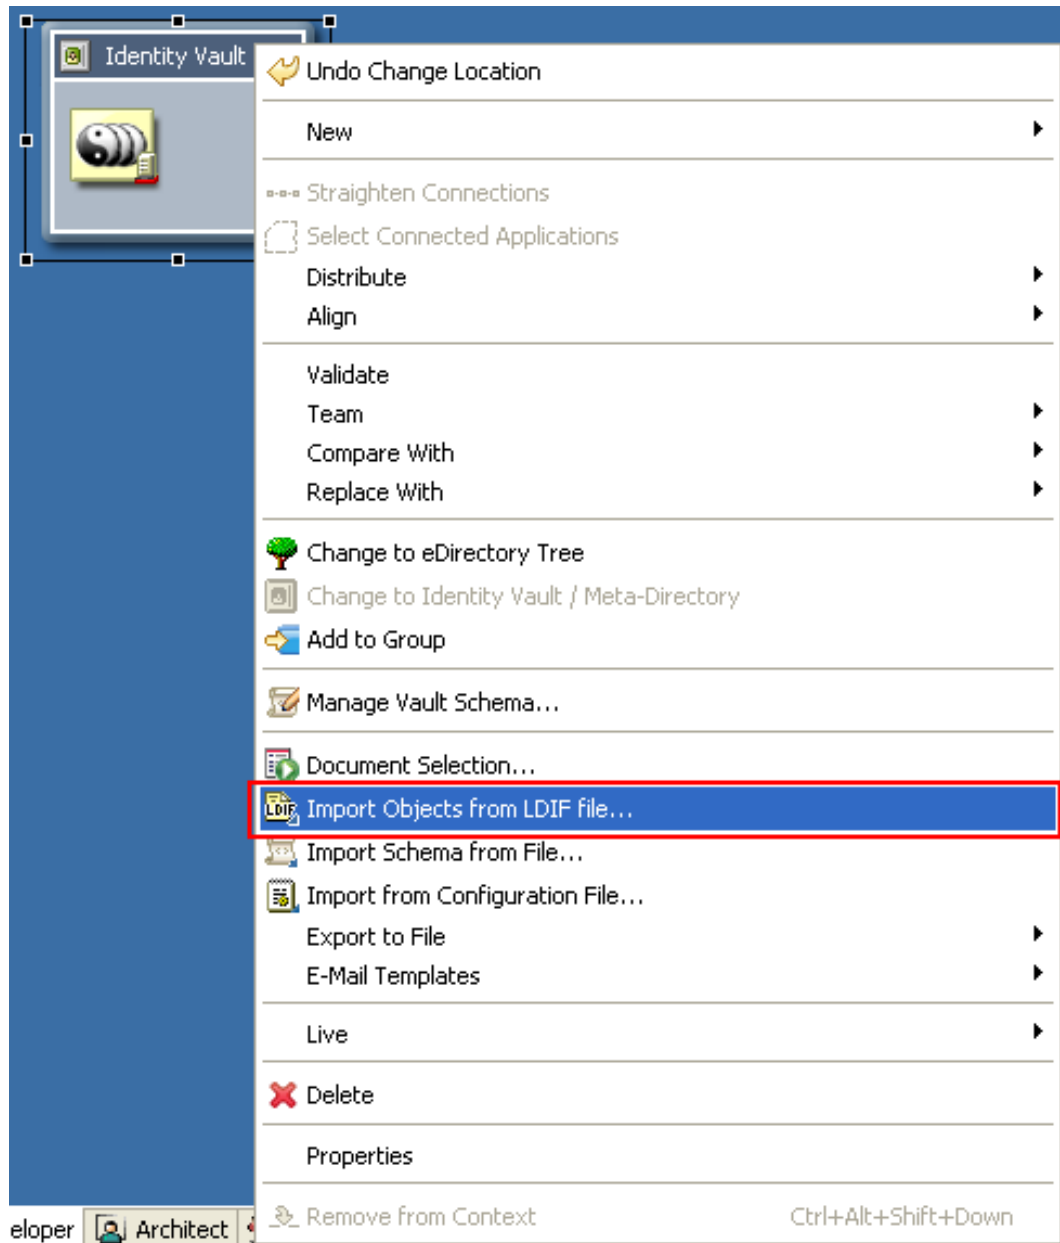 Identity Vault
Undo Change Location
New
Straighten Connections
Select Connected Applications
Distribute
Align
Validate
Team
Compare With
Replace With
Change to eDirectory Tree
Change to Identity Vault / Meta-Directory
Add to Group
Manage Vault Schema...
Document Selection...
LDIF Import Objects from LDIF file...
Import Schema from File...
Import from Configuration File...
Export to File
E-Mail Templates
Live
Delete
Properties
Remove from Context Ctrl+Alt+Shift+Down
eloper Architect